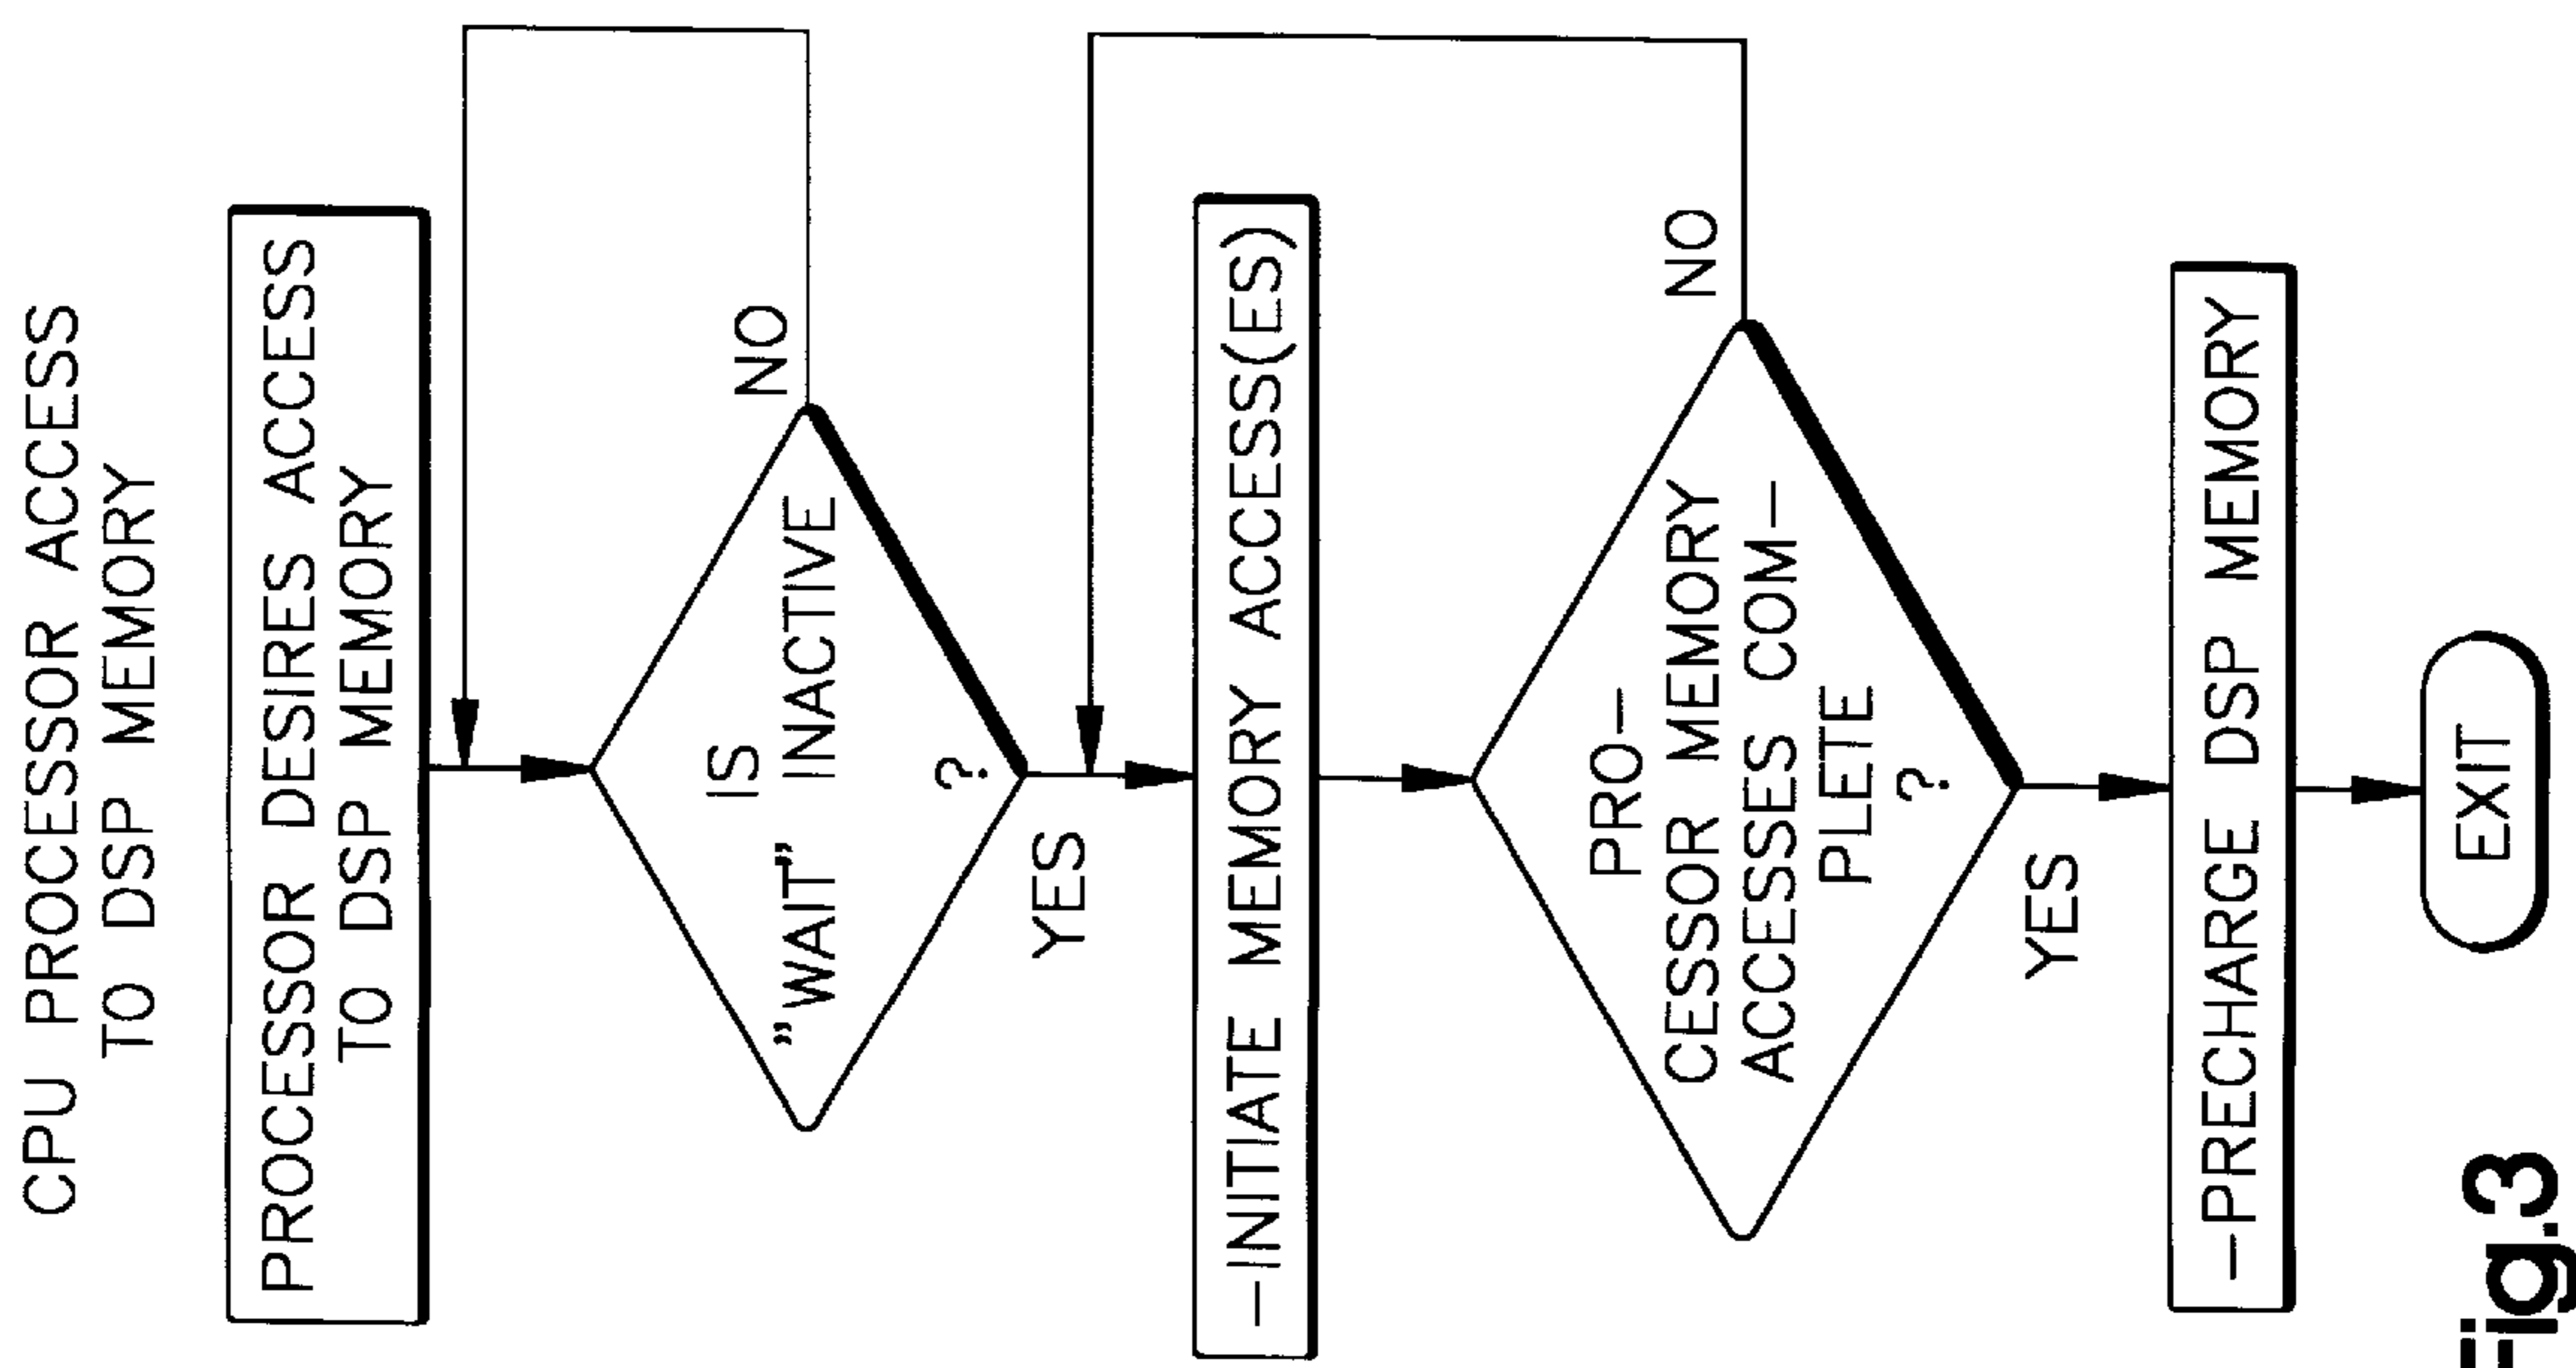 CPU PROCESSOR ACCESS
TO DSP MEMORY
PROCESSOR DESIRES ACCESS
TO DSP MEMORY
IS
"WAIT" INACTIVE
?
NO
YES
–INITIATE MEMORY ACCESS(ES)
PRO–
CESSOR MEMORY
ACCESSES COM–
PLETE
?
NO
YES
–PRECHARGE DSP MEMORY
EXIT
Fig.3